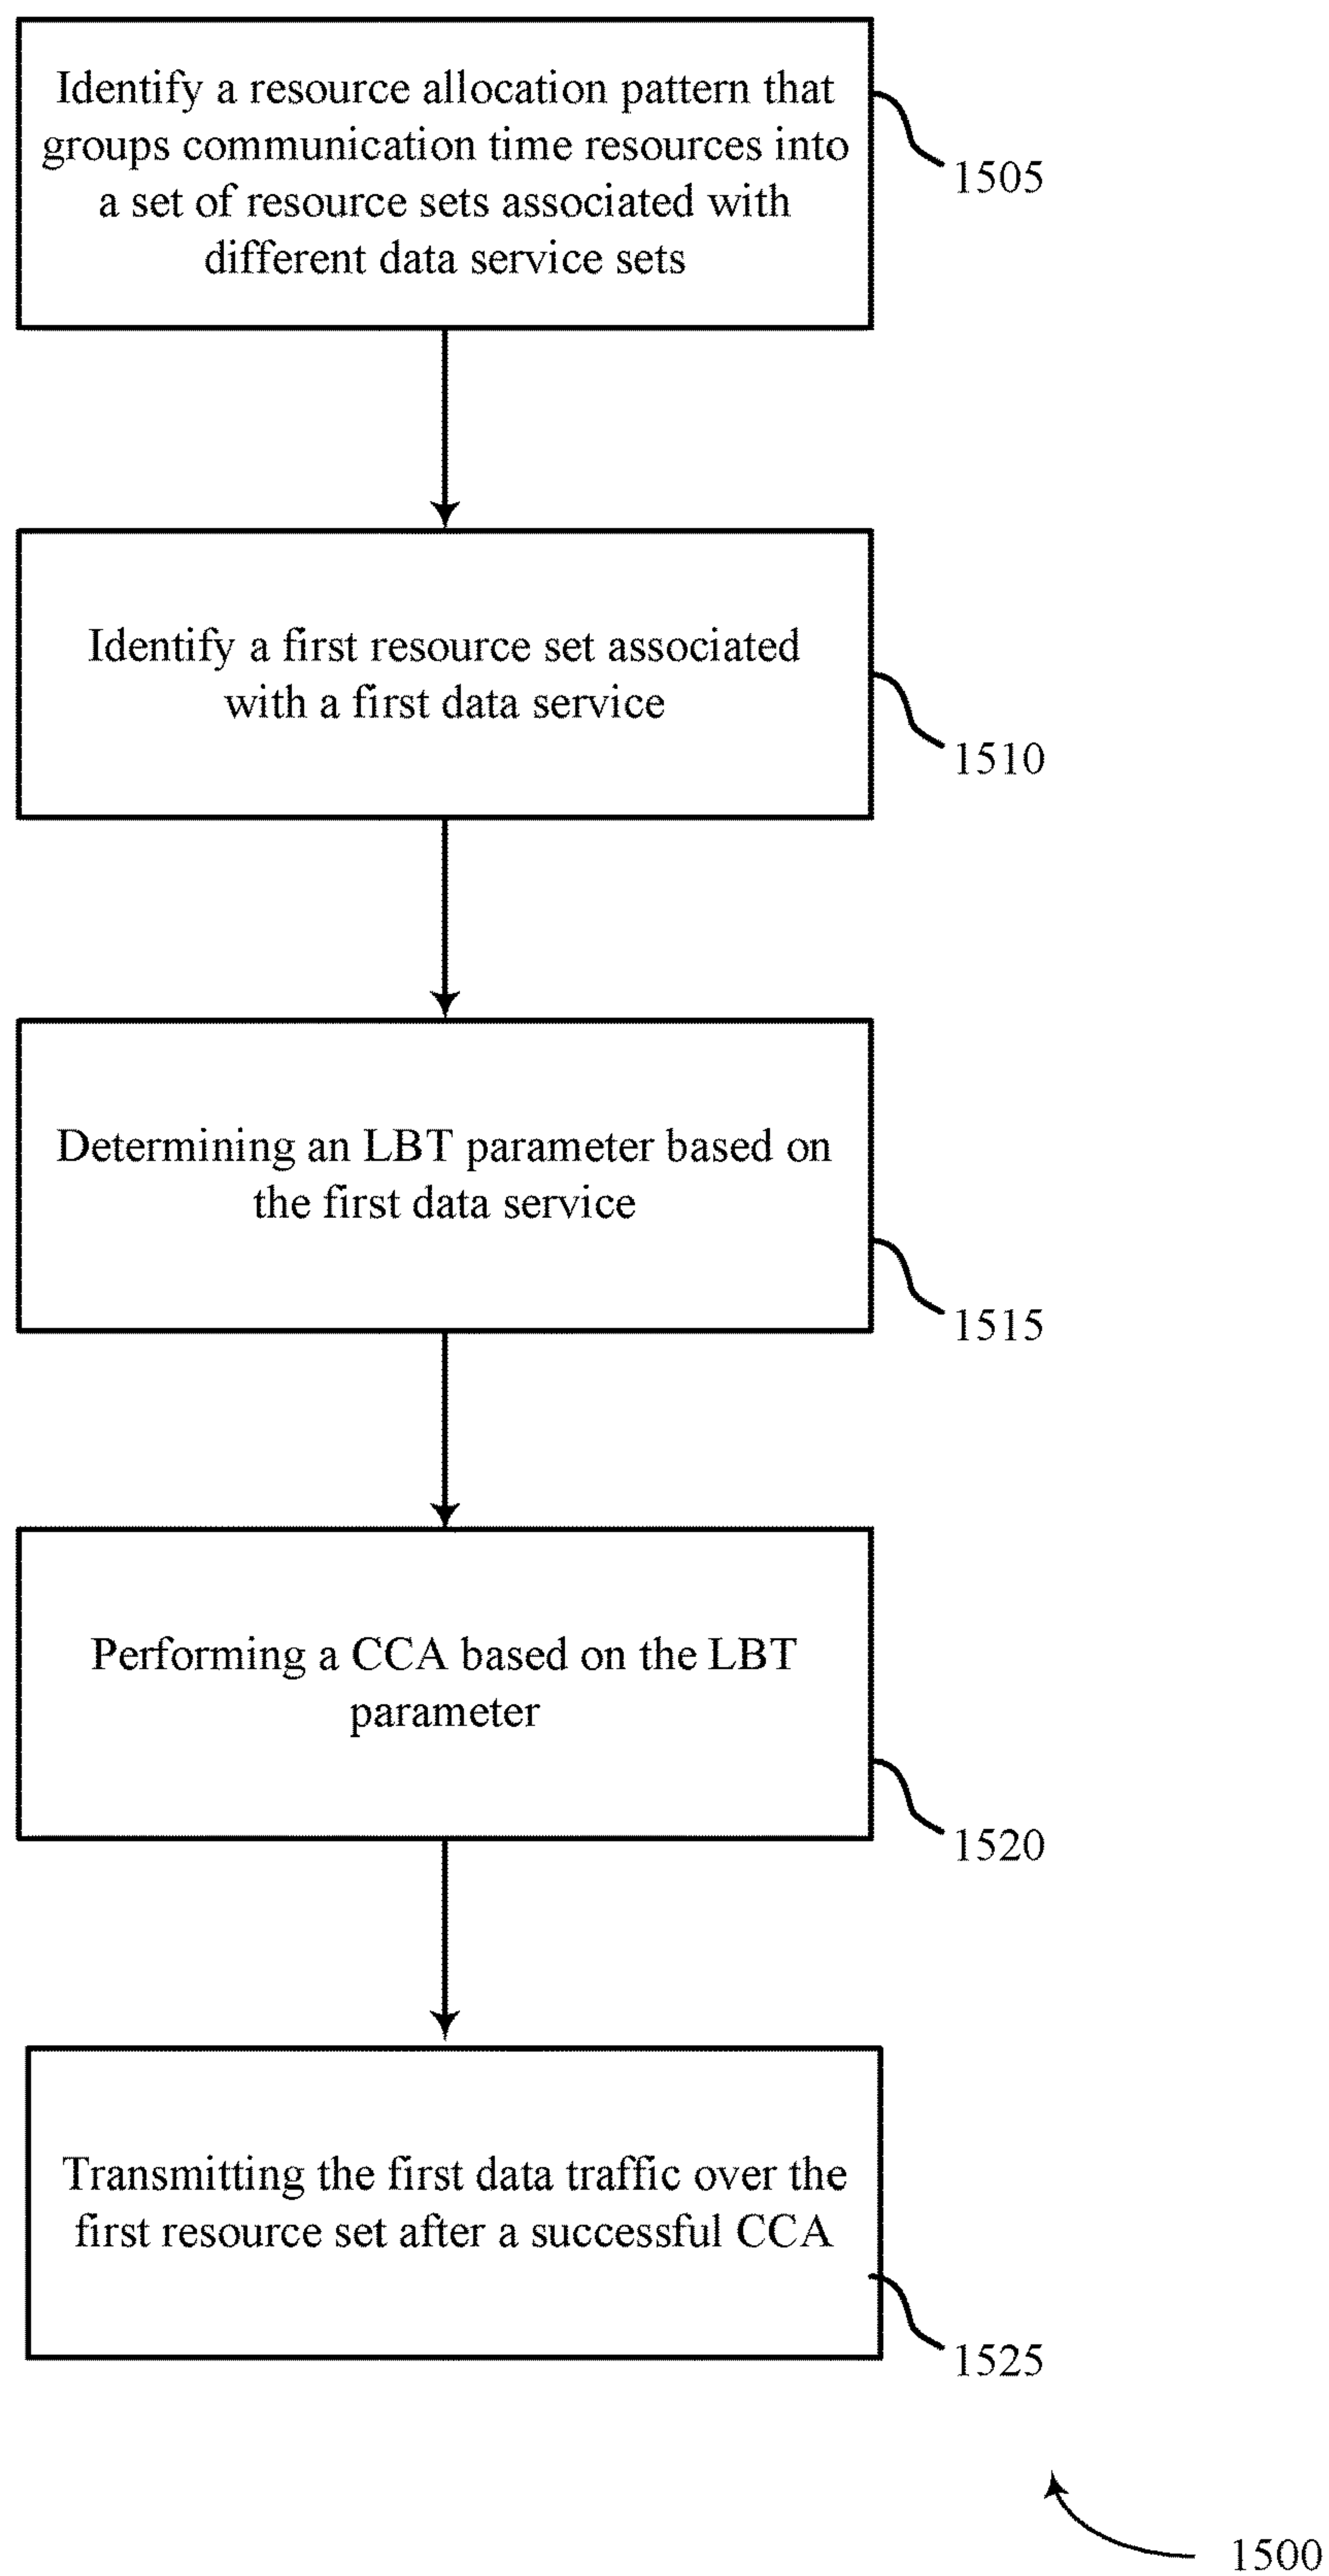 Identify a resource allocation pattern that
groups communication time resources into
a set of resource sets associated with
different data service sets
1505
Identify a first resource set associated
with a first data service
1510
Determining an LBT parameter based on
the first data service
1515
Performing a CCA based on the LBT
parameter
1520
Transmitting the first data traffic over the
first resource set after a successful CCA
1525
1500